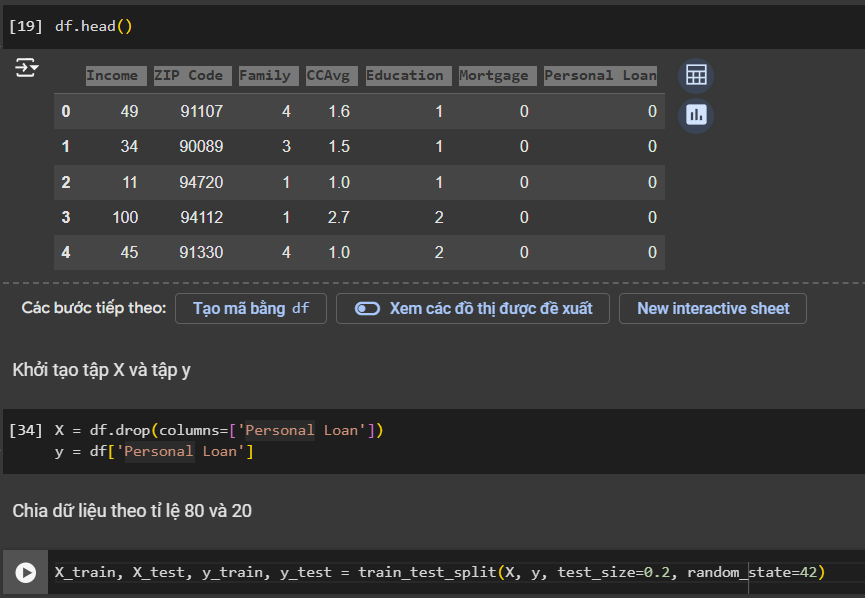 [19] df.head()
Income ZIP Code Family CCAvg Education Mortgage Personal Loan
0 49 91107 4 1.6 1 0 0
1 34 90089 3 1.5 1 0 0
2 11 94720 1 1.0 1 0 0
3 100 94112 1 2.7 2 0 0
4 45 91330 4 1.0 2 0 0
Các bước tiếp theo: Tạo mã bằng df Xem các đồ thị được đề xuất New interactive sheet
Khởi tạo tập X và tập y
[34] X = df.drop(columns=['Personal Loan'])
y = df['Personal Loan']
Chia dữ liệu theo tỉ lệ 80 và 20
X_train, X_test, y_train, y_test = train_test_split(X, y, test_size=0.2, random_state=42)